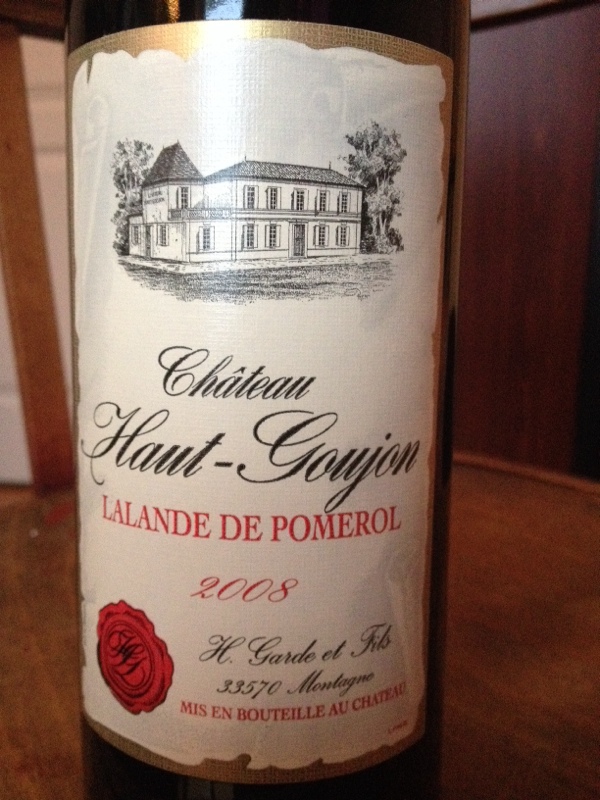 Château
Haut-Goujon
LALANDE DE POMEROL
2008
H. Garde et Fils
33570 Montagne
MIS EN BOUTEILLE AU CHATEAU